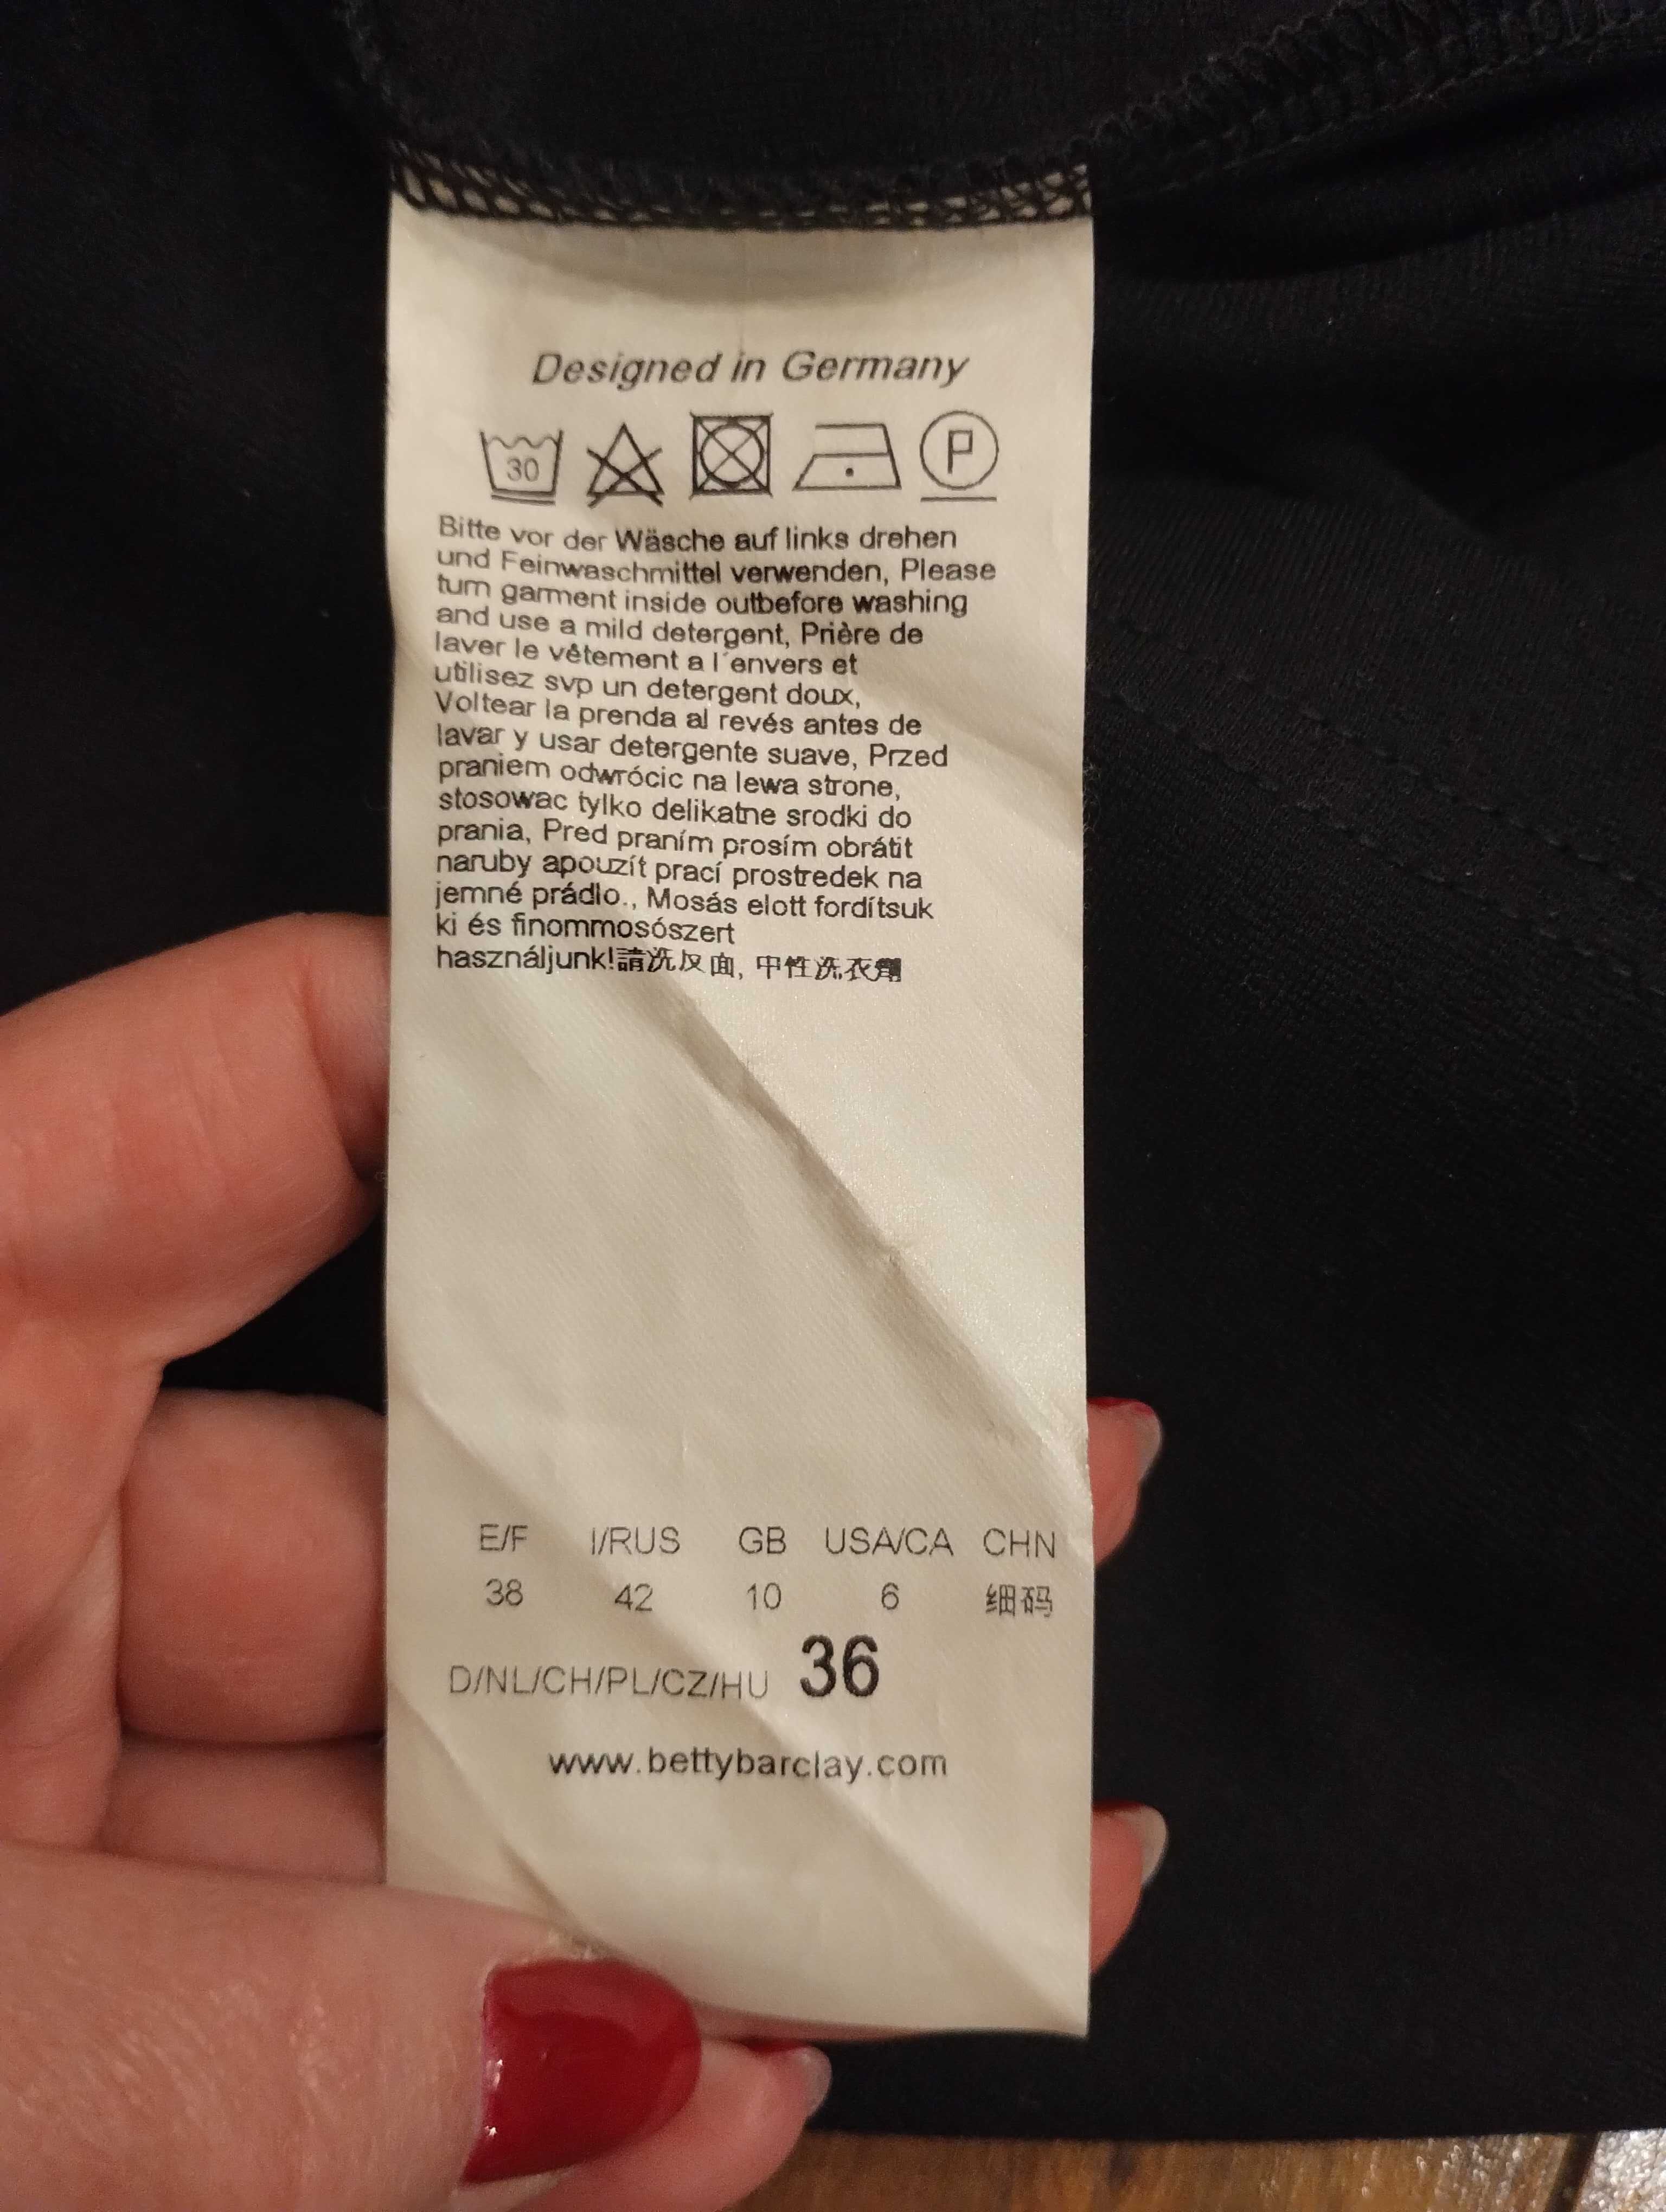 Designed in Germany
30
P
Bitte vor der Wäsche auf links drehen
und Feinwaschmittel verwenden, Please
turn garment inside outbefore washing
and use a mild detergent, Prière de
laver le vêtement a l´envers et
utilisez svp un detergent doux,
Voltear la prenda al revés antes de
lavar y usar detergente suave, Przed
praniem odwrócic na lewa strone,
stosowac tylko delikatne srodki do
prania, Pred praním prosím obrátit
naruby apouzít prací prostredek na
jemné prádlo., Mosás elott fordítsuk
ki és finommosószert
használjunk!請洗反面, 中性洗衣劑
E/F I/RUS GB USA/CA CHN
38 42 10 6 细码
D/NL/CH/PL/CZ/HU 36
www.bettybarclay.com